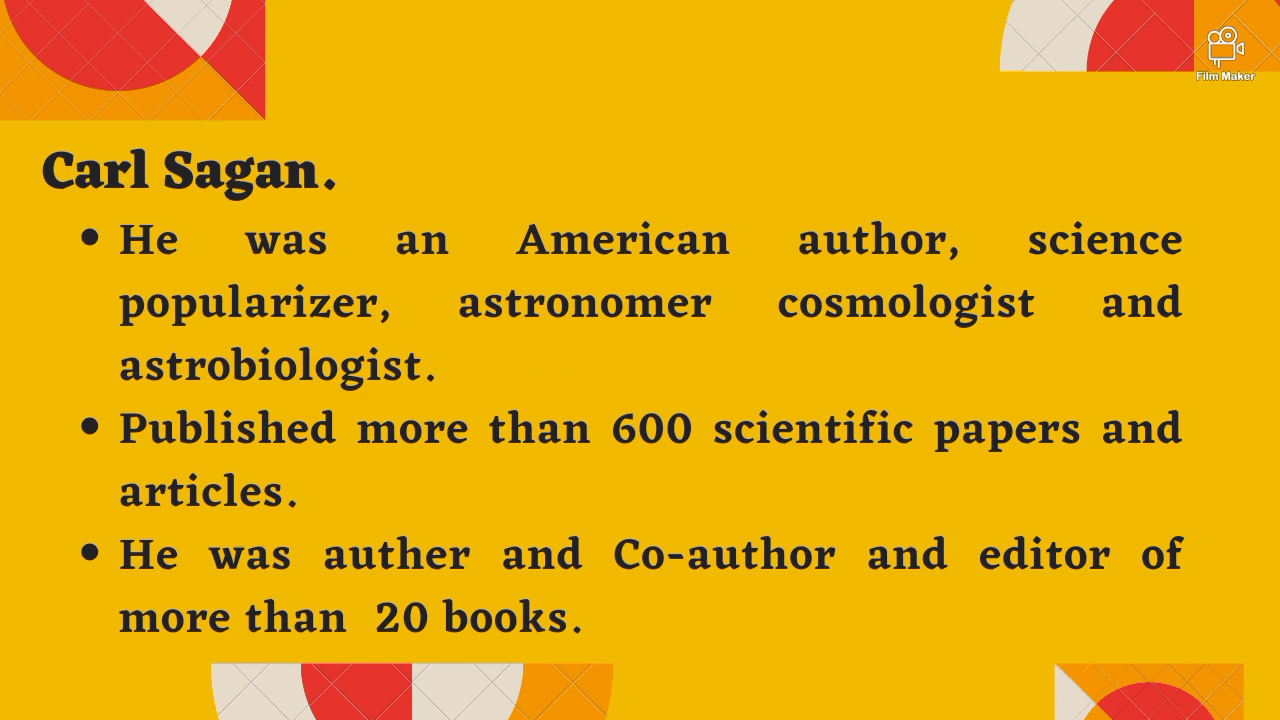 Film Maker
Carl Sagan.
• He was an American author, science
popularizer, astronomer cosmologist and
astrobiologist.
• Published more than 600 scientific papers and
articles.
• He was auther and Co-author and editor of
more than 20 books.